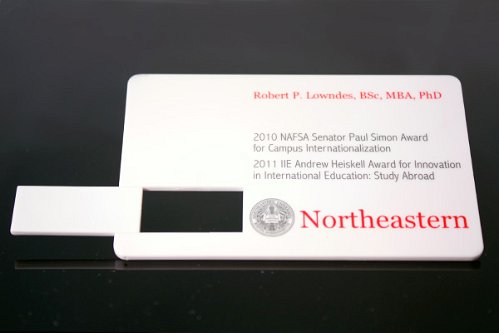 Robert P. Lowndes, BSc, MBA, PhD
2010 NAFSA Senator Paul Simon Award
for Campus Internationalization
2011 IIE Andrew Heiskell Award for Innovation
in International Education: Study Abroad
Northeastern